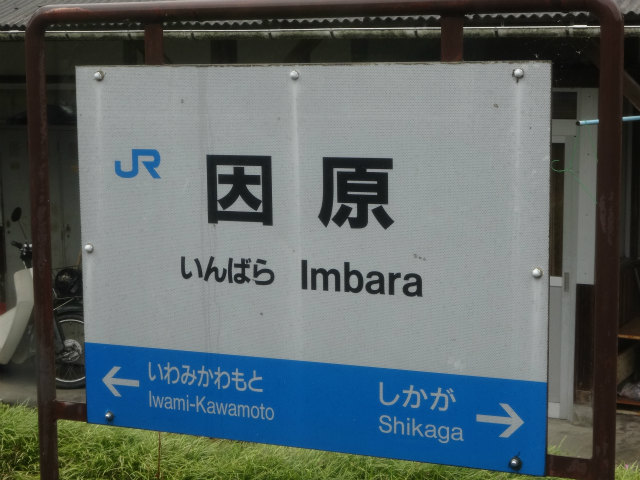 JR
因原
いんばら Imbara
← いわみかわもと
Iwami-Kawamoto
しかが →
Shikaga